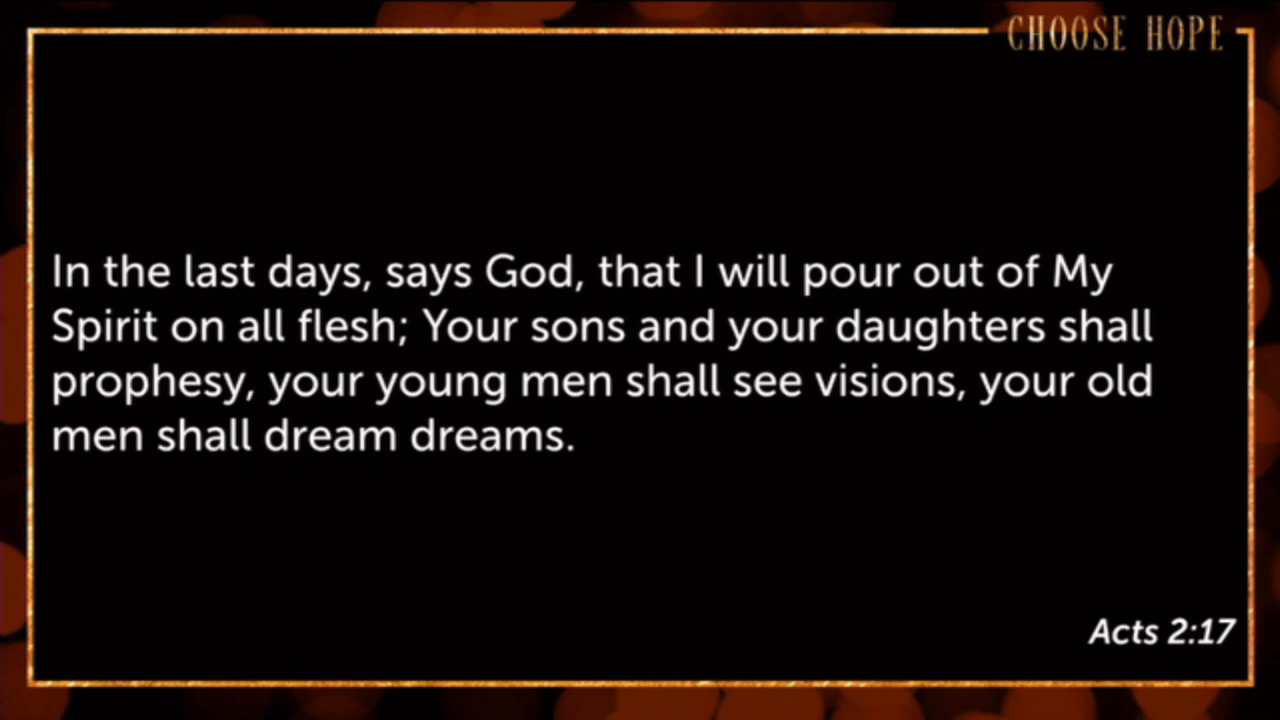 CHOOSE HOPE
In the last days, says God, that I will pour out of My
Spirit on all flesh; Your sons and your daughters shall
prophesy, your young men shall see visions, your old
men shall dream dreams.
Acts 2:17